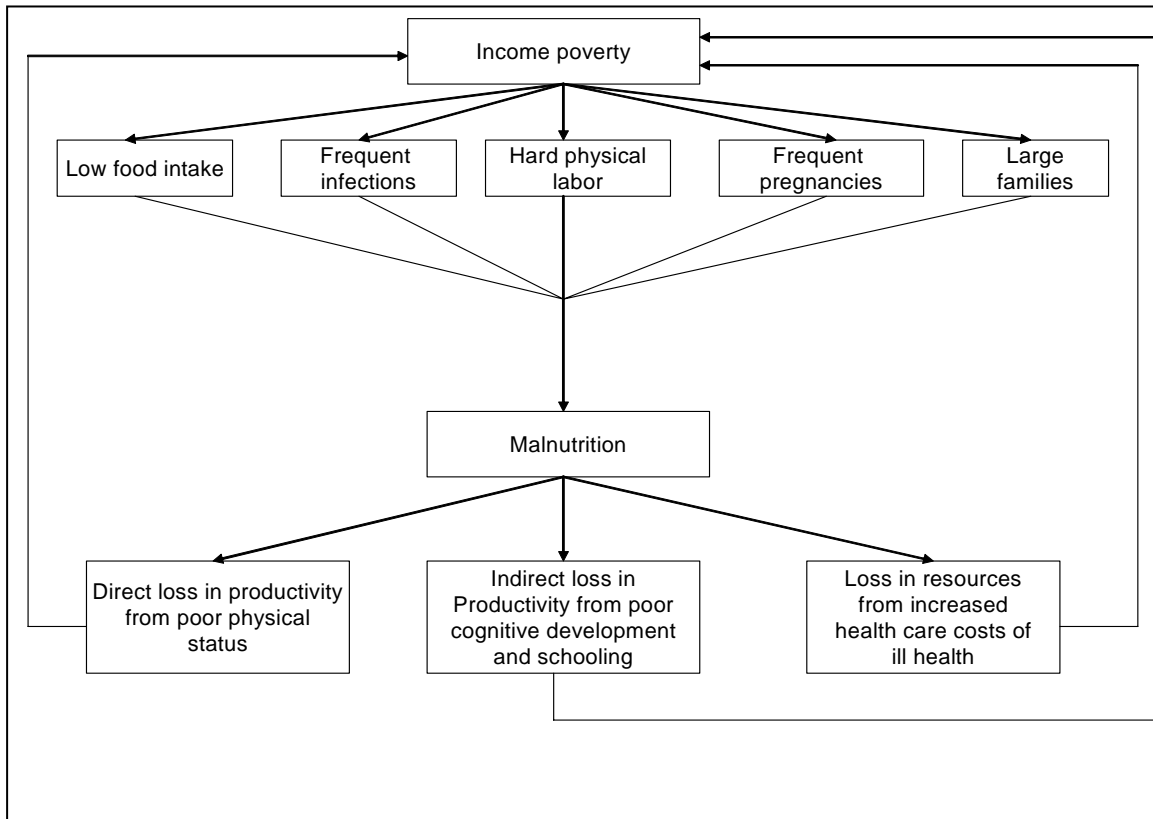 Income poverty
Low food intake
Frequent
infections
Hard physical
labor
Frequent
pregnancies
Large
families
Malnutrition
Direct loss in productivity
from poor physical
status
Indirect loss in
Productivity from poor
cognitive development
and schooling
Loss in resources
from increased
health care costs of
ill health